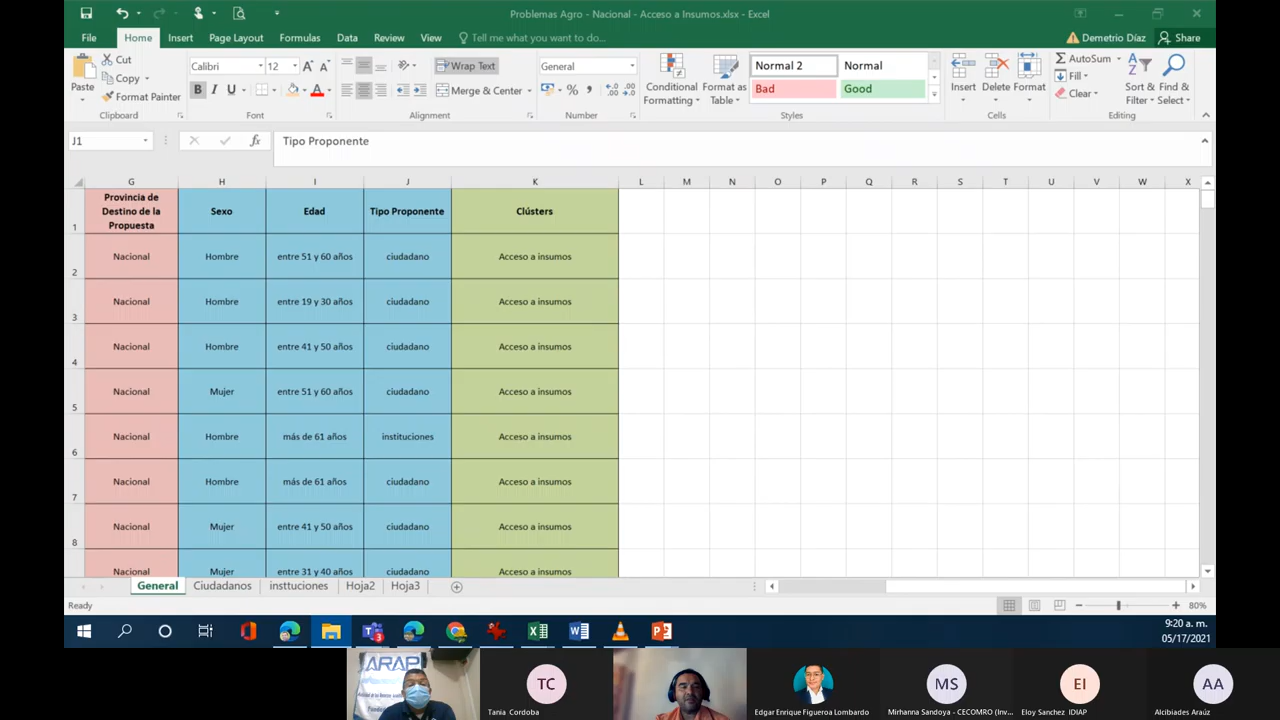 Problemas Agro - Nacional - Acceso a Insumos.xlsx - Excel
File Home Insert Page Layout Formulas Data Review View Tell me what you want to do... Demetrio Díaz Share
Paste
Cut
Copy
Format Painter
Clipboard
Calibri 12
B I U
Font
Wrap Text
Merge & Center
Alignment
General
%
Number
Conditional Formatting
Format as Table
Normal 2 Normal
Bad Good
Styles
Insert Delete Format
Cells
AutoSum
Fill
Clear
Sort & Filter
Find & Select
Editing
J1 fx Tipo Proponente
G H I J K L M N O P Q R S T U V W X
1 Provincia de Destino de la Propuesta Sexo Edad Tipo Proponente Clústers
2 Nacional Hombre entre 51 y 60 años ciudadano Acceso a insumos
3 Nacional Hombre entre 19 y 30 años ciudadano Acceso a insumos
4 Nacional Hombre entre 41 y 50 años ciudadano Acceso a insumos
5 Nacional Mujer entre 51 y 60 años ciudadano Acceso a insumos
6 Nacional Hombre más de 61 años instituciones Acceso a insumos
7 Nacional Hombre más de 61 años ciudadano Acceso a insumos
8 Nacional Mujer entre 41 y 50 años ciudadano Acceso a insumos
Nacional Mujer entre 31 y 40 años ciudadano Acceso a insumos
General Ciudadanos insttuciones Hoja2 Hoja3
Ready 80%
9:20 a. m.
05/17/2021
ARAP
TC
Tania Cordoba
Edgar Enrique Figueroa Lombardo
MS
Mirhanna Sandoya - CECOMRO (Inv...
EI
Eloy Sanchez IDIAP
AA
Alcibiades Araúz